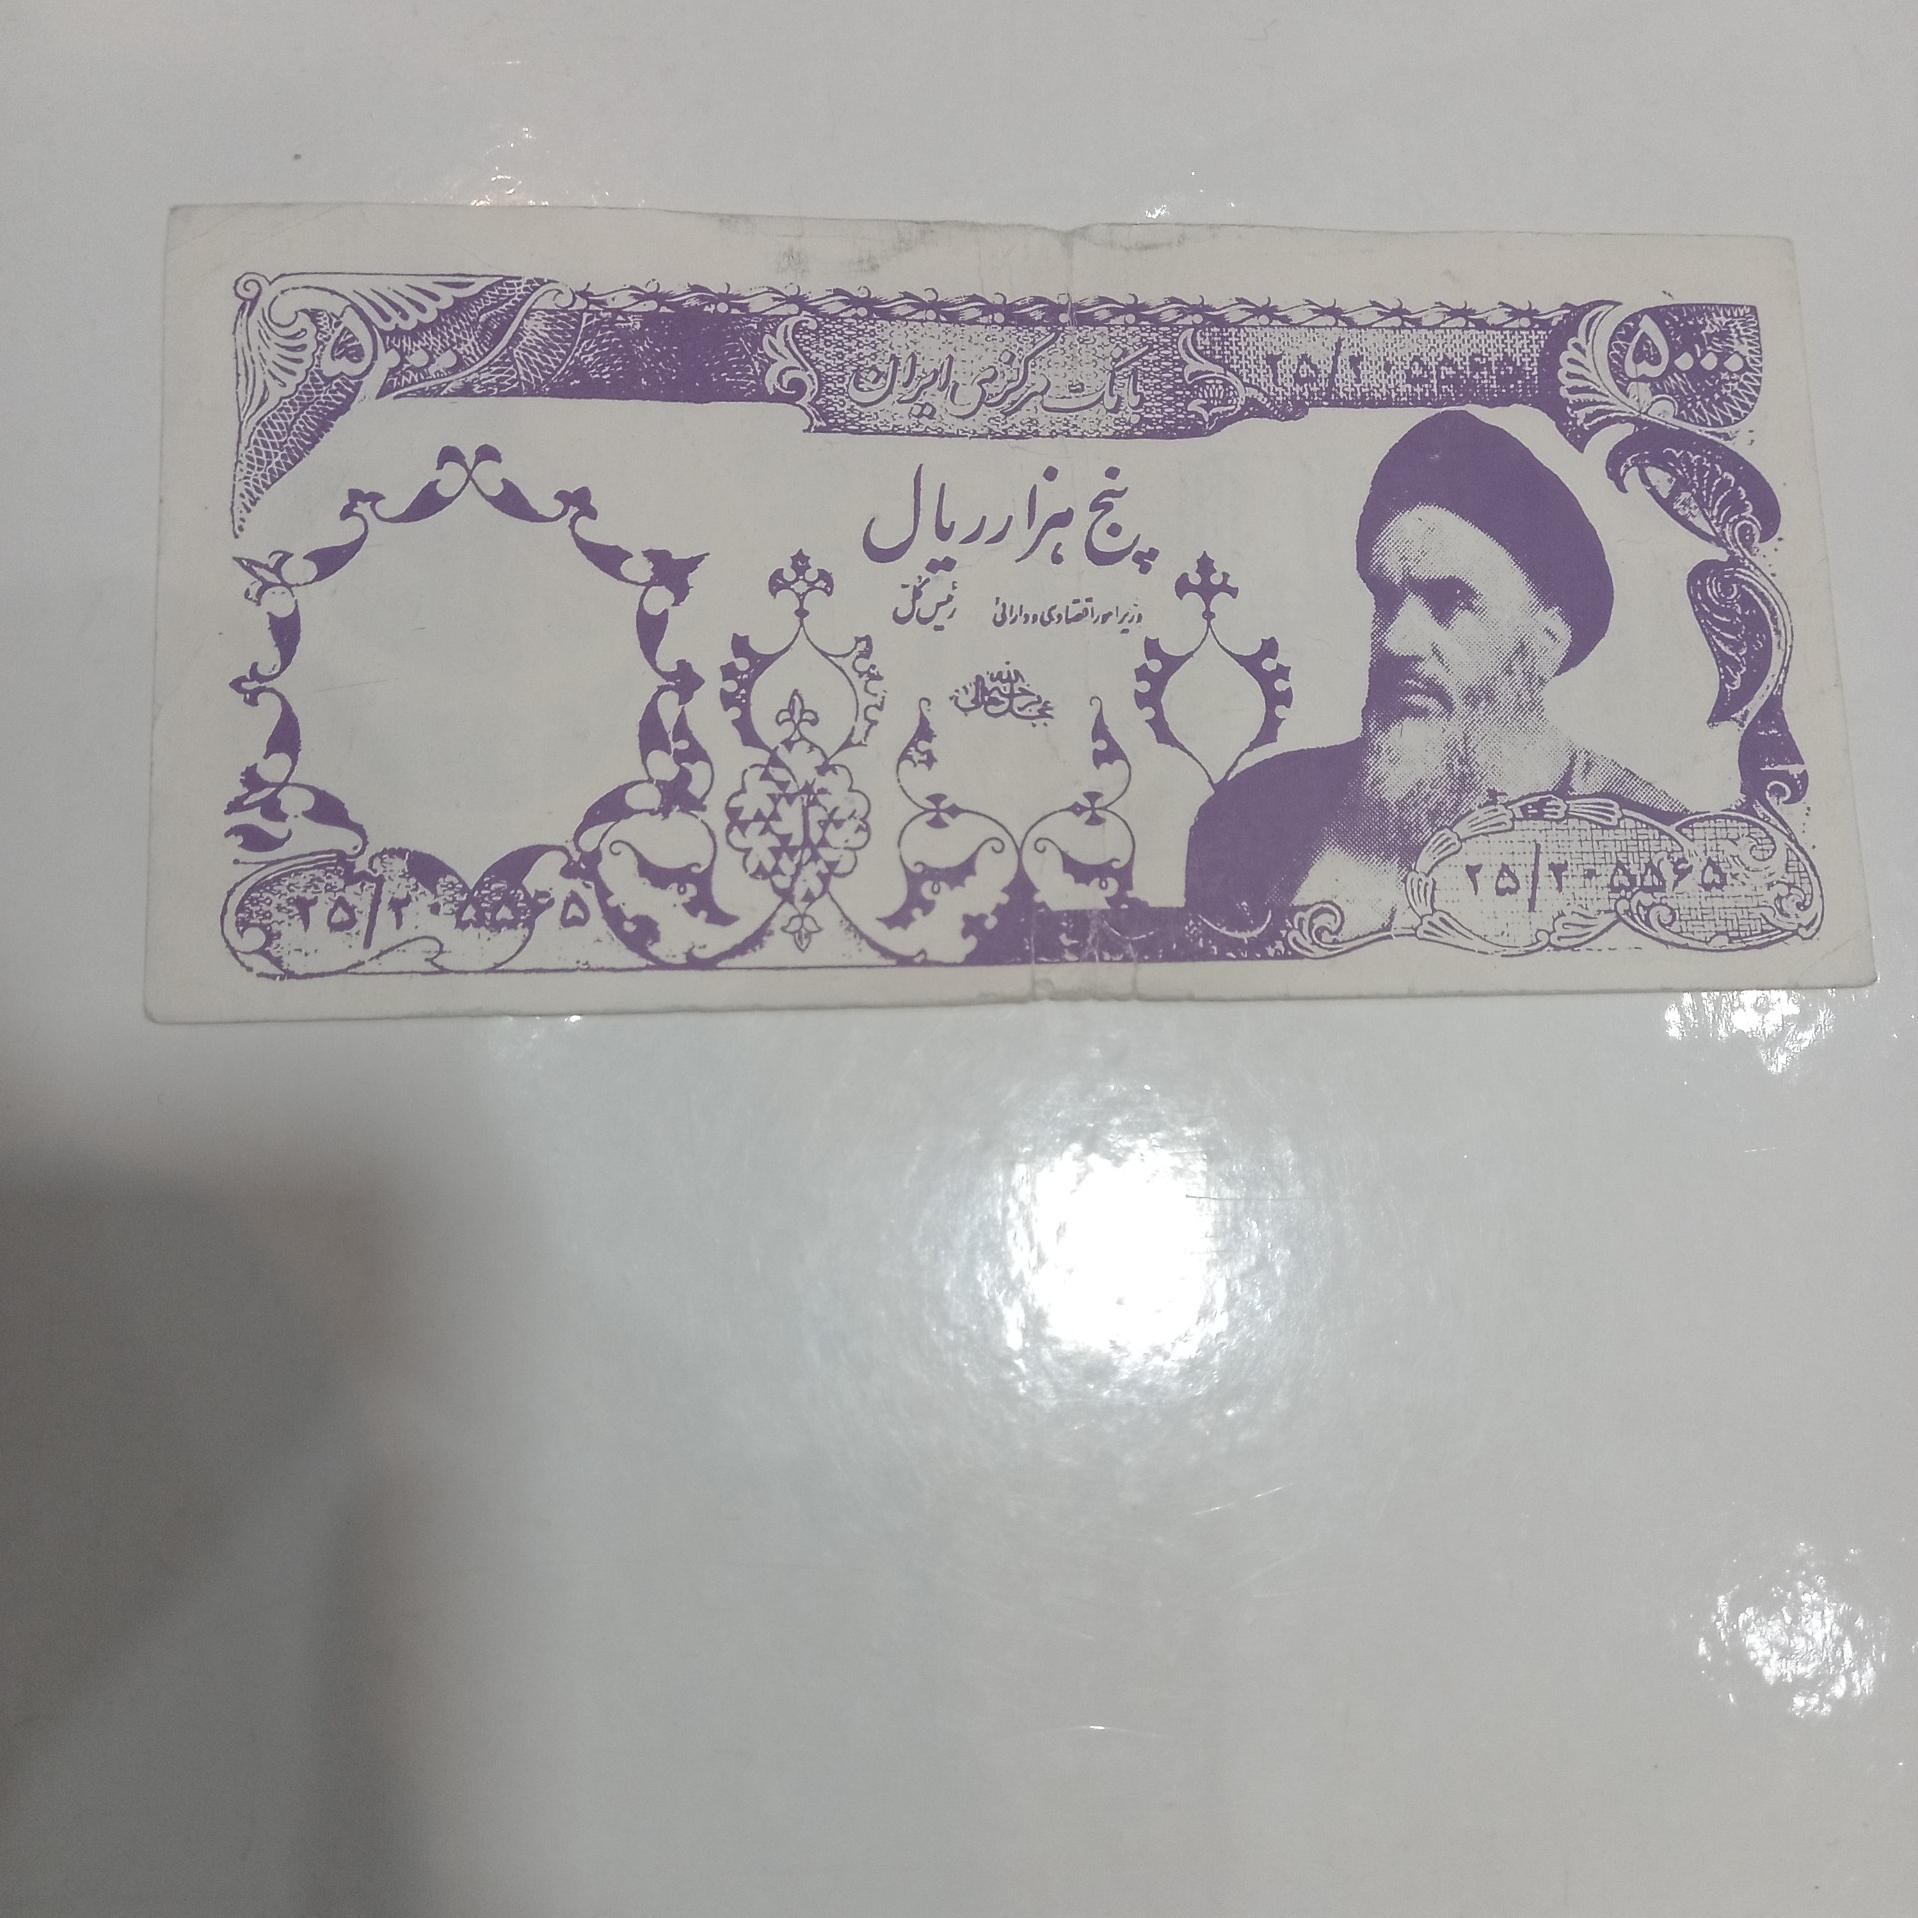 ۵۰۰۰
بانک مرکزی ایران
۲۵/۲۰۵۵۶۵
۵۰۰۰
پنج هزار ریال
وزیر امور اقتصادی و دارائی
رئیس کل
۲۵/۲۰۵۵۶۵
۲۵/۲۰۵۵۶۵